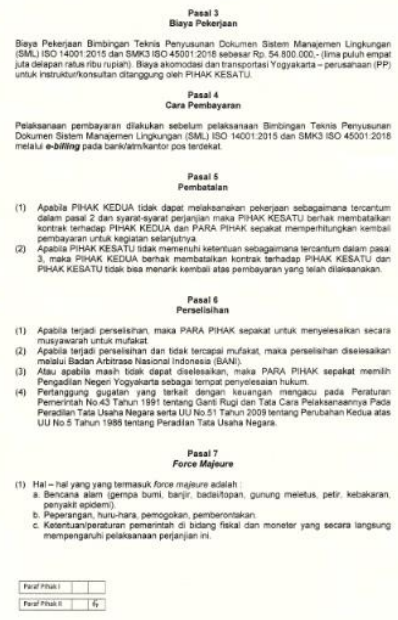 Pasal 3
Biaya Pekerjaan
Biaya Pekerjaan Bimbingan Teknis Penyusunan Dokumen Sistem Manajemen Lingkungan
(SML) ISO 14001:2015 dan SMK3 ISO 45001:2018 sebesar Rp. 54.800.000,- (lima puluh empat
juta delapan ratus ribu rupiah). Biaya akomodasi dan transportasi Yogyakarta – perusahaan (PP)
untuk instruktur/konsultan ditanggung oleh PIHAK KESATU.
Pasal 4
Cara Pembayaran
Pelaksanaan pembayaran dilakukan sebelum pelaksanaan Bimbingan Teknis Penyusunan
Dokumen Sistem Manajemen Lingkungan (SML) ISO 14001:2015 dan SMK3 ISO 45001:2018
melalui e-billing pada bank/atm/kantor pos terdekat.
Pasal 5
Pembatalan
(1) Apabila PIHAK KEDUA tidak dapat melaksanakan pekerjaan sebagaimana tercantum
dalam pasal 2 dan syarat-syarat perjanjian maka PIHAK KESATU berhak membatalkan
kontrak terhadap PIHAK KEDUA dan PARA PIHAK sepakat memperhitungkan kembali
pembayaran untuk kegiatan selanjutnya.
(2) Apabila PIHAK KESATU tidak memenuhi ketentuan sebagaimana tercantum dalam pasal
3, maka PIHAK KEDUA berhak membatalkan kontrak terhadap PIHAK KESATU dan
PIHAK KESATU tidak bisa menarik kembali atas pembayaran yang telah dilaksanakan.
Pasal 6
Perselisihan
(1) Apabila terjadi perselisihan, maka PARA PIHAK sepakat untuk menyelesaikan secara
musyawarah untuk mufakat.
(2) Apabila terjadi perselisihan dan tidak tercapai mufakat, maka perselisihan diselesaikan
melalui Badan Arbitrase Nasional Indonesia (BANI).
(3) Atau apabila masih tidak dapat diselesaikan, maka PARA PIHAK sepakat memilih
Pengadilan Negeri Yogyakarta sebagai tempat penyelesaian hukum.
(4) Pertanggung gugatan yang terkait dengan keuangan mengacu pada Peraturan
Pemerintah No.43 Tahun 1991 tentang Ganti Rugi dan Tata Cara Pelaksanaannya Pada
Peradilan Tata Usaha Negara serta UU No.51 Tahun 2009 tentang Perubahan Kedua atas
UU No.5 Tahun 1986 tentang Peradilan Tata Usaha Negara.
Pasal 7
Force Majeure
(1) Hal – hal yang yang termasuk force majeure adalah :
a. Bencana alam (gempa bumi, banjir, badai/topan, gunung meletus, petir, kebakaran,
penyakit epidemi).
b. Peperangan, huru-hara, pemogokan, pemberontakan.
c. Ketentuan/peraturan pemerintah di bidang fiskal dan moneter yang secara langsung
mempengaruhi pelaksanaan perjanjian ini.
Paraf Pihak I
Paraf Pihak II